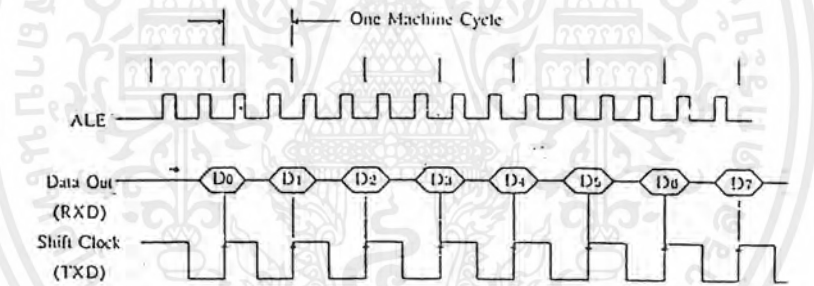 One Machine Cycle
ALE
Data Out
(RXD)
D0 D1 D2 D3 D4 D5 D6 D7
Shift Clock
(TXD)